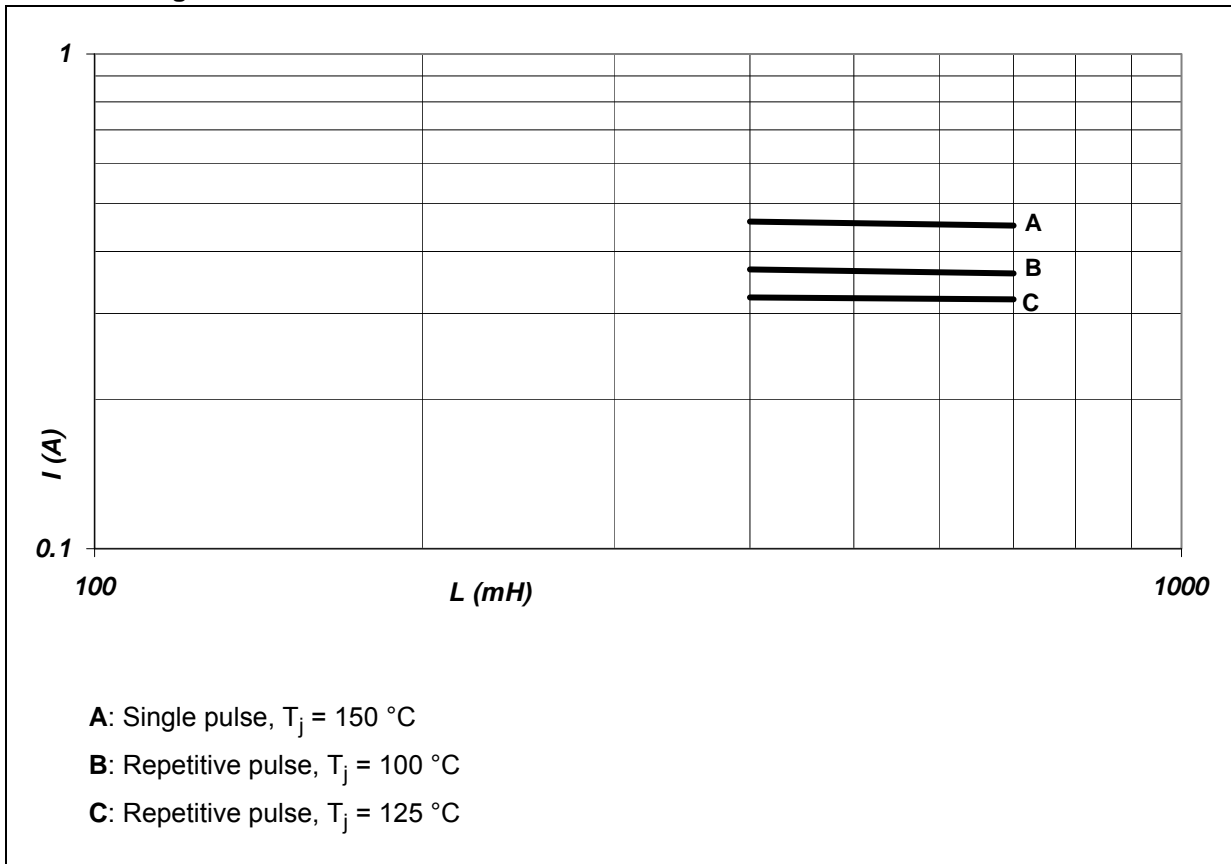 1
A
B
C
I (A)
0.1
100
L (mH)
1000
A: Single pulse, Tj = 150 °C
B: Repetitive pulse, Tj = 100 °C
C: Repetitive pulse, Tj = 125 °C